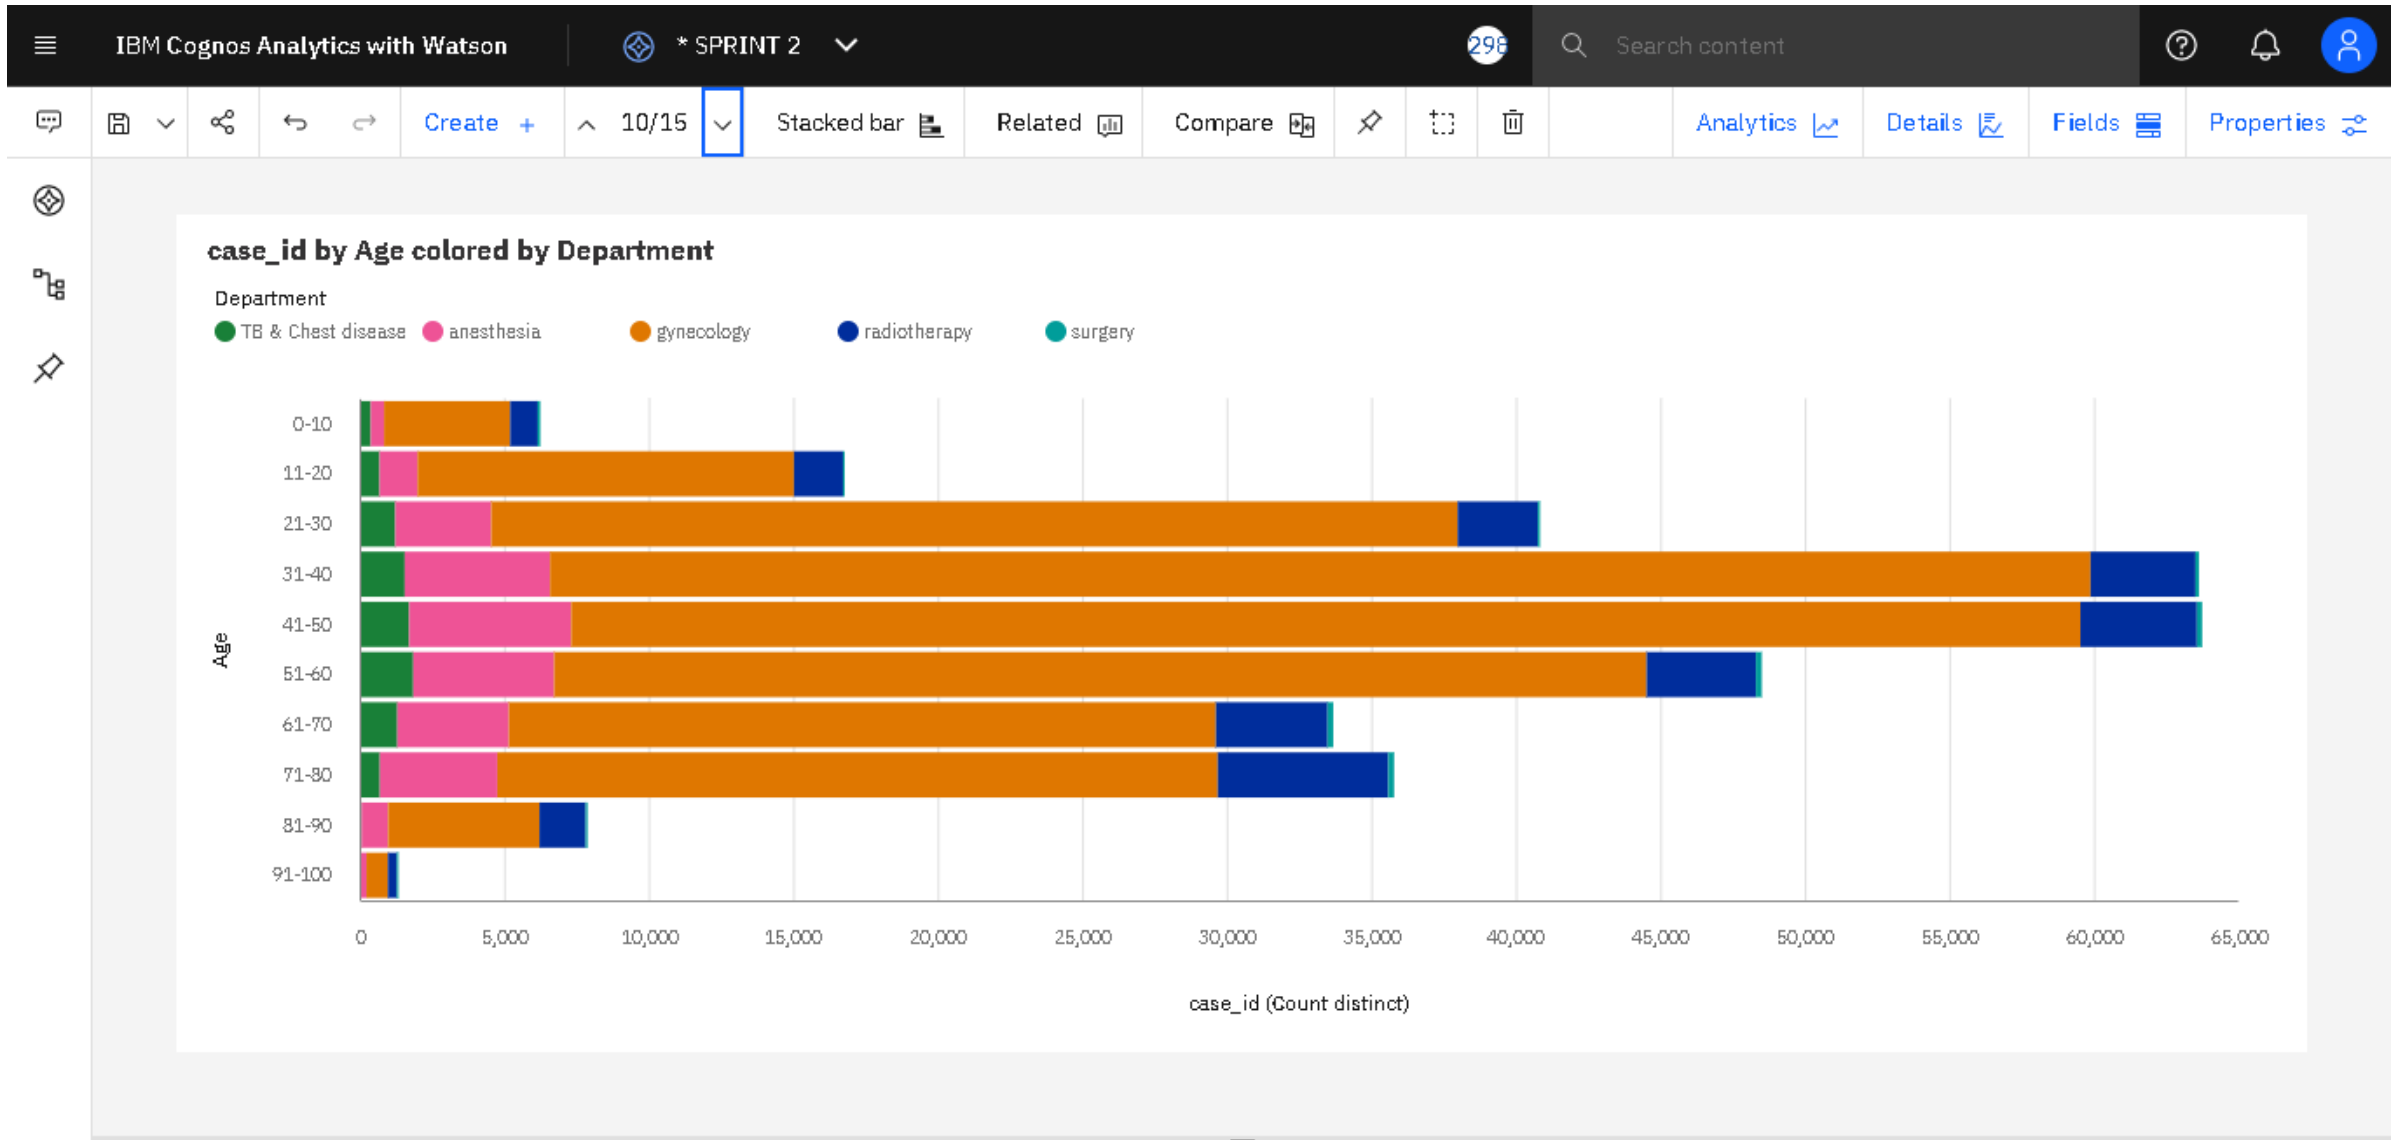 IBM Cognos Analytics with Watson
* SPRINT 2
298
Search content
Create +
10/15
Stacked bar
Related
Compare
Analytics
Details
Fields
Properties
case_id by Age colored by Department
Department
TB & Chest disease anesthesia gynecology radiotherapy surgery
0-10
11-20
21-30
31-40
41-50
51-60
61-70
71-80
81-90
91-100
Age
0 5,000 10,000 15,000 20,000 25,000 30,000 35,000 40,000 45,000 50,000 55,000 60,000 65,000
case_id (Count distinct)